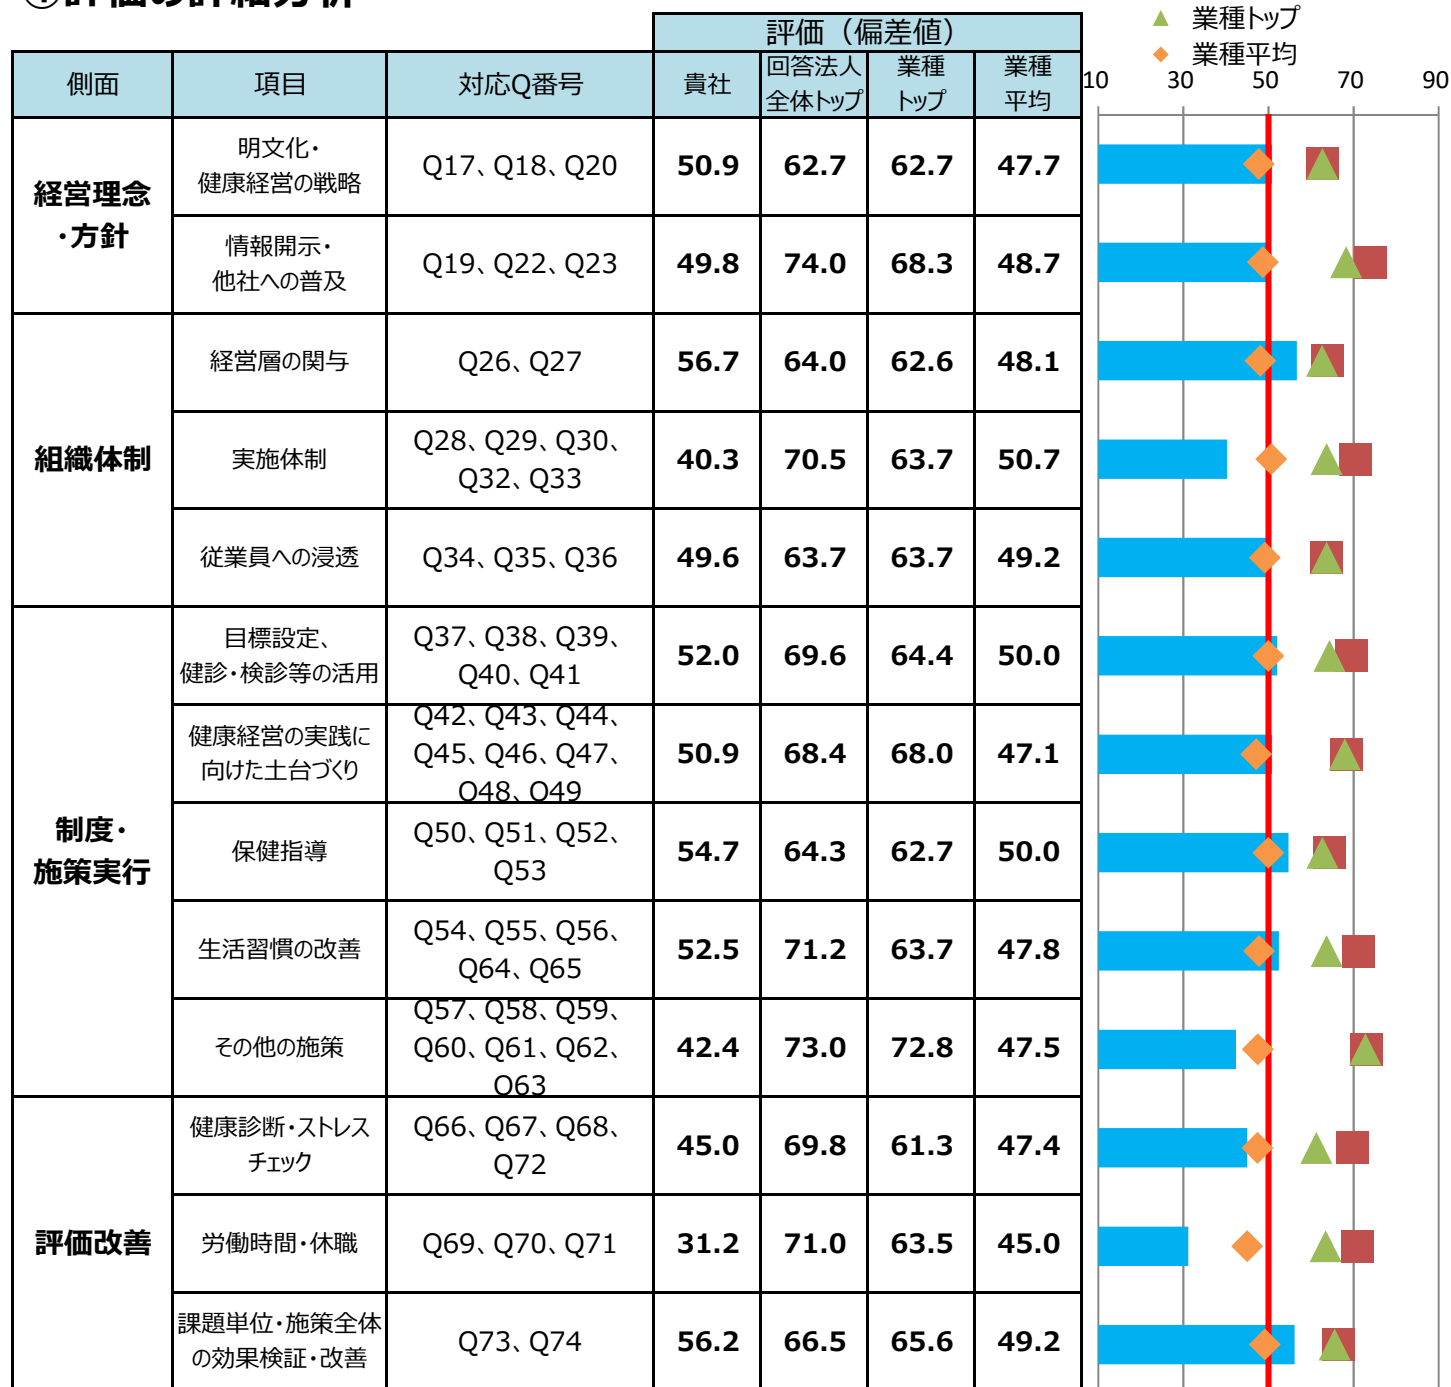 ①評価の詳細分析
▲ 業種トップ
◆ 業種平均
評価（偏差値）
側面 項目 対応Q番号 貴社 回答法人 業種 業種
全体トップ トップ 平均
10 30 50 70 90
経営理念
・方針
明文化・
健康経営の戦略
Q17、Q18、Q20 50.9 62.7 62.7 47.7
情報開示・
他社への普及
Q19、Q22、Q23 49.8 74.0 68.3 48.7
組織体制
経営層の関与 Q26、Q27 56.7 64.0 62.6 48.1
実施体制
Q28、Q29、Q30、
Q32、Q33
40.3 70.5 63.7 50.7
従業員への浸透 Q34、Q35、Q36 49.6 63.7 63.7 49.2
制度・
施策実行
目標設定、
健診・検診等の活用
Q37、Q38、Q39、
Q40、Q41
52.0 69.6 64.4 50.0
健康経営の実践に
向けた土台づくり
Q42、Q43、Q44、
Q45、Q46、Q47、
Q48、Q49
50.9 68.4 68.0 47.1
保健指導
Q50、Q51、Q52、
Q53
54.7 64.3 62.7 50.0
生活習慣の改善
Q54、Q55、Q56、
Q64、Q65
52.5 71.2 63.7 47.8
その他の施策
Q57、Q58、Q59、
Q60、Q61、Q62、
Q63
42.4 73.0 72.8 47.5
評価改善
健康診断・ストレス
チェック
Q66、Q67、Q68、
Q72
45.0 69.8 61.3 47.4
労働時間・休職 Q69、Q70、Q71 31.2 71.0 63.5 45.0
課題単位・施策全体
の効果検証・改善
Q73、Q74 56.2 66.5 65.6 49.2